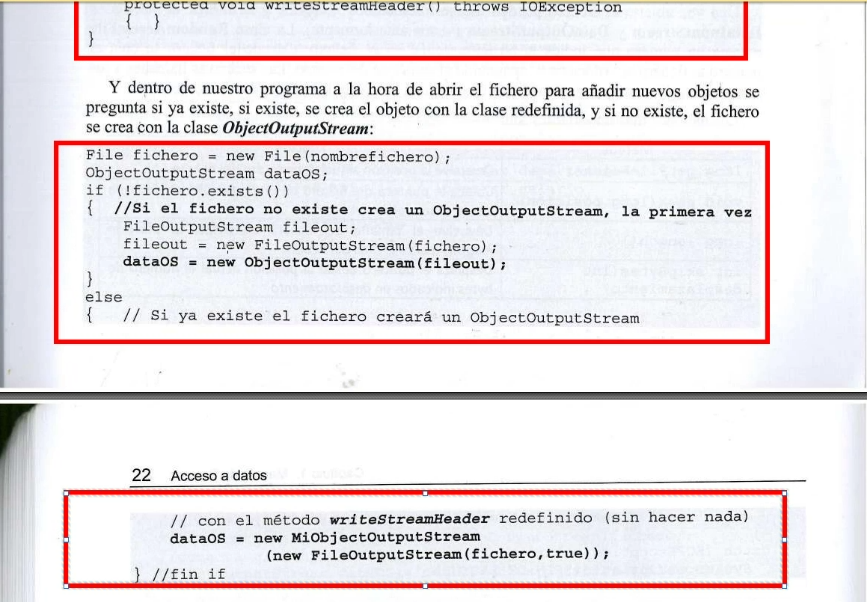 protected void writeStreamHeader() throws IOException
{ }
}
Y dentro de nuestro programa a la hora de abrir el fichero para añadir nuevos objetos se
pregunta si ya existe, si existe, se crea el objeto con la clase redefinida, y si no existe, el fichero
se crea con la clase ObjectOutputStream:
File fichero = new File(nombrefichero);
ObjectOutputStream dataOS;
if (!fichero.exists())
{ //Si el fichero no existe crea un ObjectOutputStream, la primera vez
FileOutputStream fileout;
fileout = new FileOutputStream(fichero);
dataOS = new ObjectOutputStream(fileout);
}
else
{ // Si ya existe el fichero creará un ObjectOutputStream
22 Acceso a datos
// con el método writeStreamHeader redefinido (sin hacer nada)
dataOS = new MiObjectOutputStream
(new FileOutputStream(fichero,true));
} //fin if